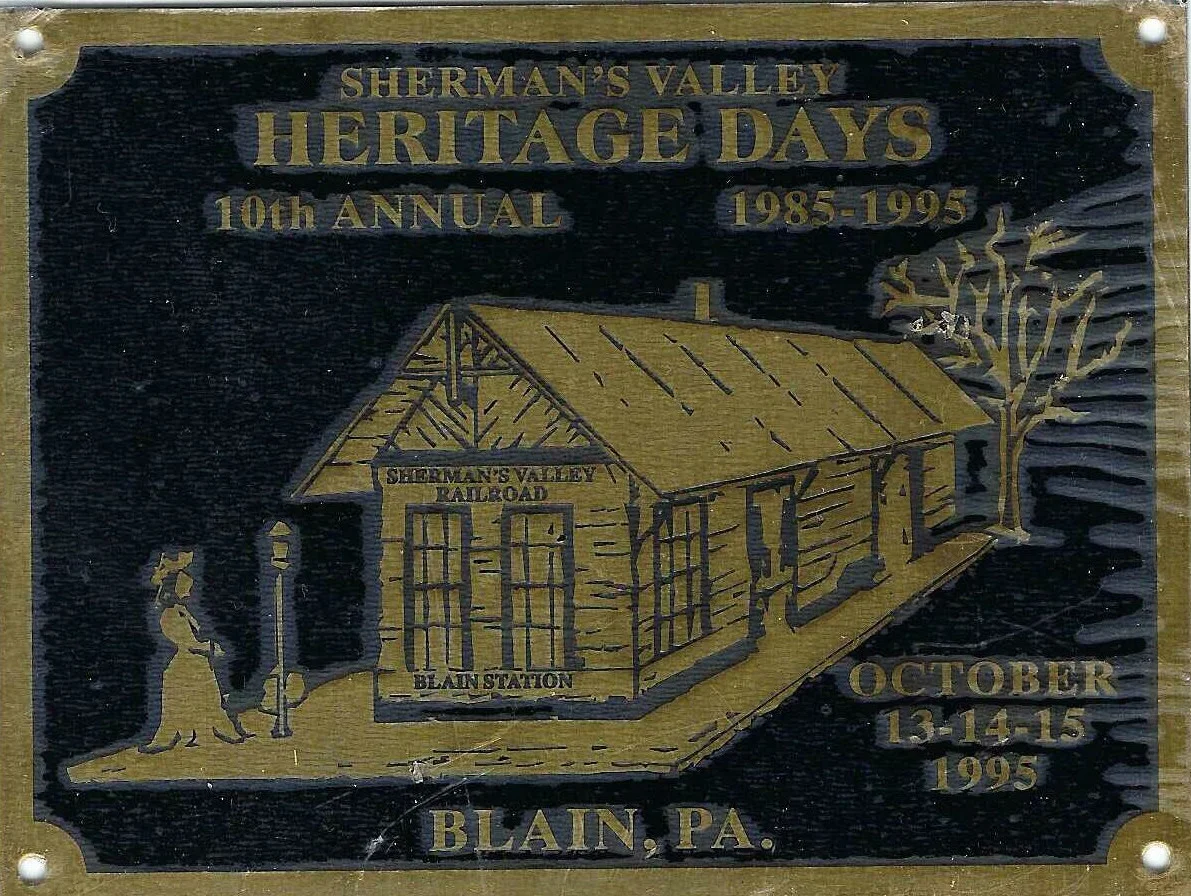 SHERMAN'S VALLEY
HERITAGE DAYS
10th ANNUAL 1985-1995
SHERMAN'S VALLEY
RAILROAD
BLAIN STATION
OCTOBER
13-14-15
1995
BLAIN, PA.